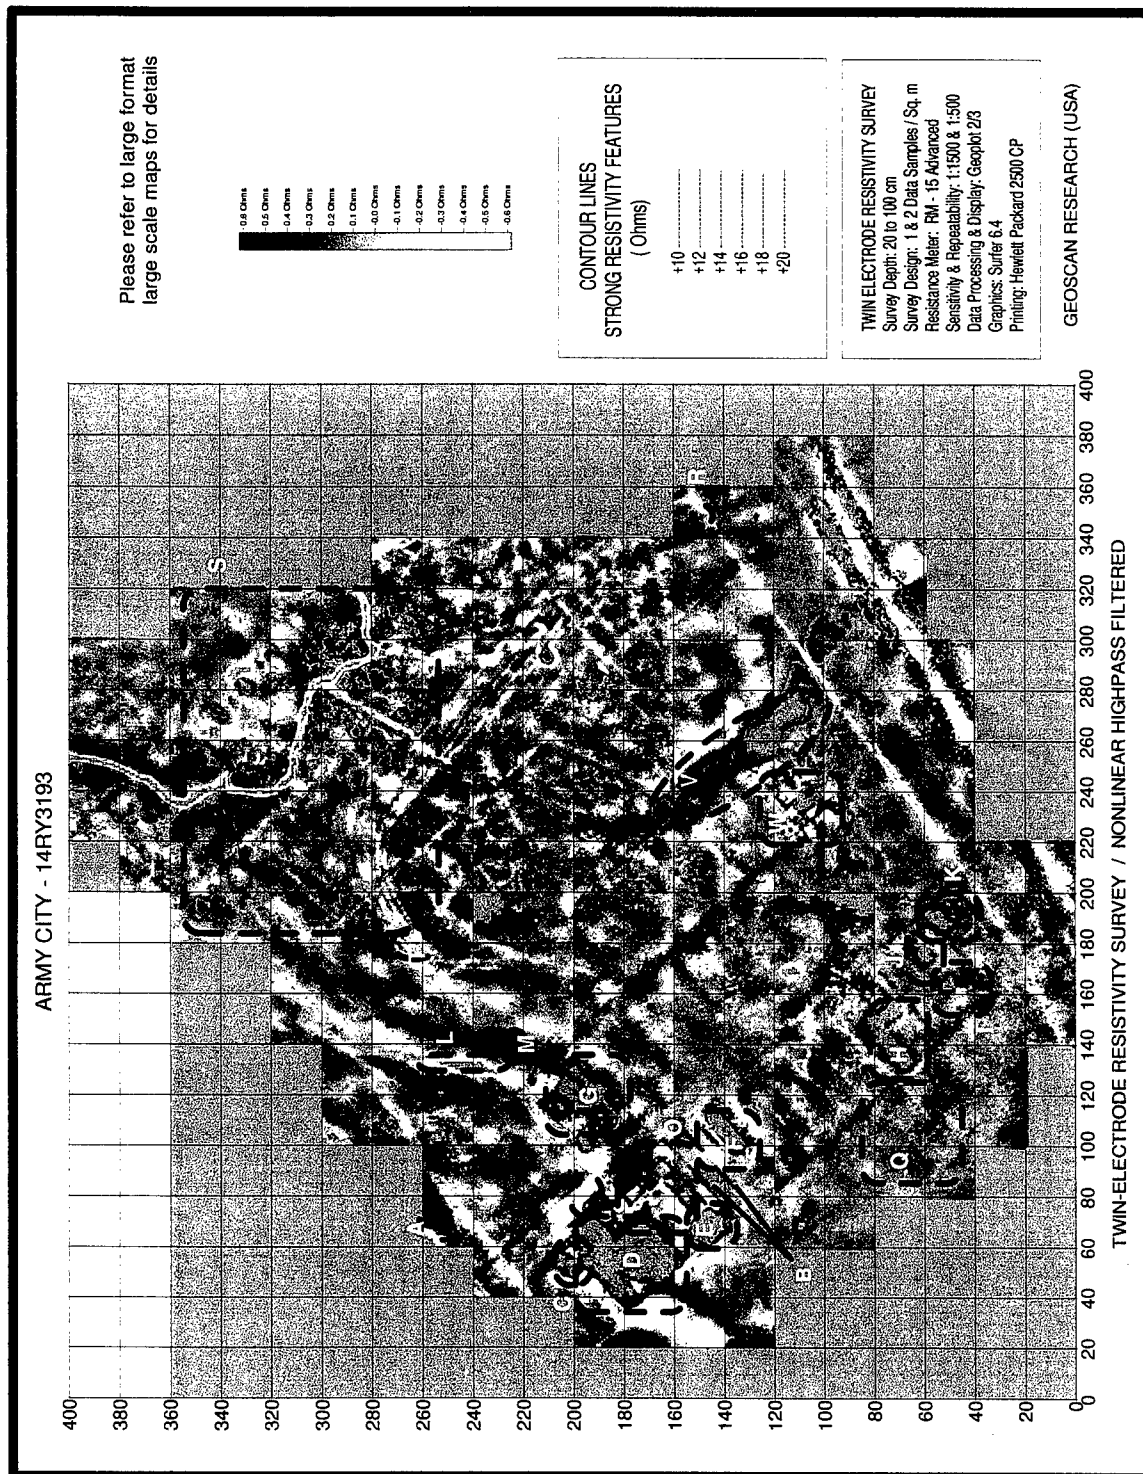 ARMY CITY - 14RY3193
Please refer to large format
large scale maps for details
0.6 Ohms
0.5 Ohms
0.4 Ohms
0.3 Ohms
0.2 Ohms
0.1 Ohms
-0.0 Ohms
-0.1 Ohms
-0.2 Ohms
-0.3 Ohms
-0.4 Ohms
-0.5 Ohms
-0.6 Ohms
CONTOUR LINES
STRONG RESISTIVITY FEATURES
( Ohms)
+10
+12
+14
+16
+18
+20
TWIN ELECTRODE RESISTIVITY SURVEY
Survey Depth: 20 to 100 cm
Survey Design: 1 & 2 Data Samples / Sq. m
Resistance Meter: RM - 15 Advanced
Sensitivity & Repeatability: 1:1500 & 1:500
Data Processing & Display: Geoplot 2/3
Graphics: Surfer 6.4
Printing: Hewlett Packard 2500 CP
GEOSCAN RESEARCH (USA)
400
380
360
340
320
300
280
260
240
220
200
180
160
140
120
100
80
60
40
20
0
0
20
40
60
80
100
120
140
160
180
200
220
240
260
280
300
320
340
360
380
400
S
R
U
V
W
T
P
K
J
I
H
L
M
G
A
O
F
Q
C
D
E
B
TWIN-ELECTRODE RESISTIVITY SURVEY / NONLINEAR HIGHPASS FILTERED